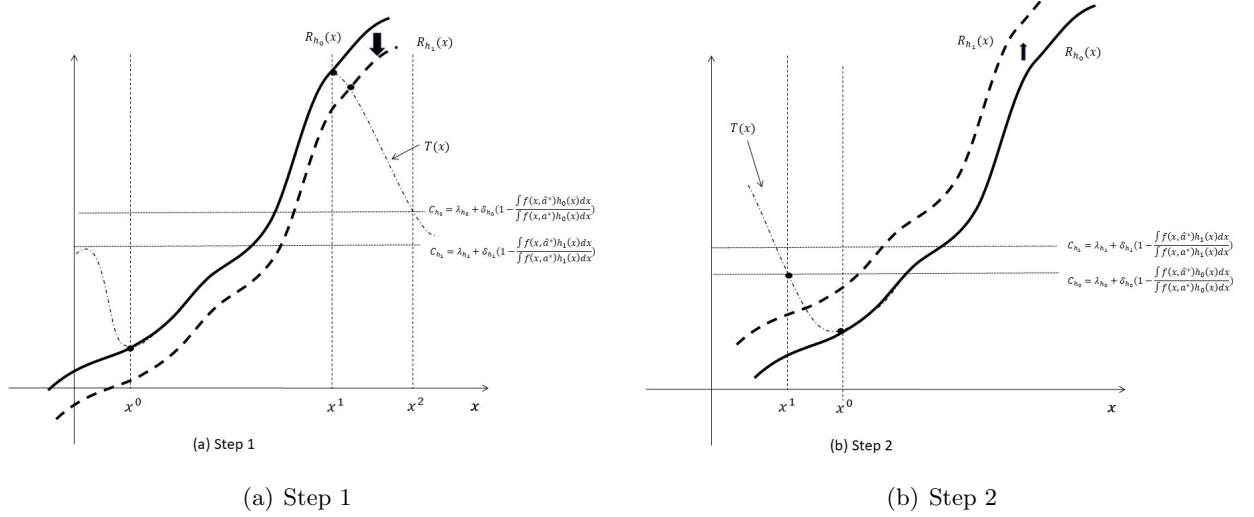 R_{h_0}(x)
R_{h_1}(x)
T(x)
C_{h_0} = λ_{h_0} + δ_{h_0}(1 − ∫ f(x, â*)h_0(x)dx / ∫ f(x, a*)h_0(x)dx)
C_{h_1} = λ_{h_1} + δ_{h_1}(1 − ∫ f(x, â*)h_1(x)dx / ∫ f(x, a*)h_1(x)dx)
x^0 x^1 x^2 x
(a) Step 1
(a) Step 1
R_{h_1}(x)
R_{h_0}(x)
T(x)
C_{h_1} = λ_{h_1} + δ_{h_1}(1 − ∫ f(x, â*)h_1(x)dx / ∫ f(x, a*)h_1(x)dx)
C_{h_0} = λ_{h_0} + δ_{h_0}(1 − ∫ f(x, â*)h_0(x)dx / ∫ f(x, a*)h_0(x)dx)
x^1 x^0 x
(b) Step 2
(b) Step 2